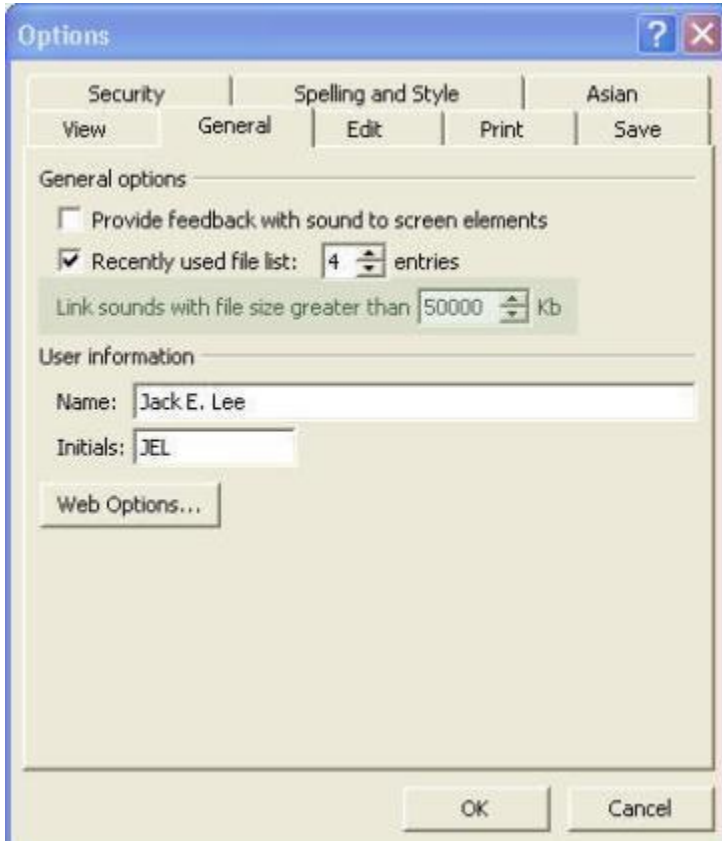 Options
Security Spelling and Style Asian
View General Edit Print Save
General options
Provide feedback with sound to screen elements
Recently used file list: 4 entries
Link sounds with file size greater than 50000 Kb
User information
Name: Jack E. Lee
Initials: JEL
Web Options...
OK Cancel